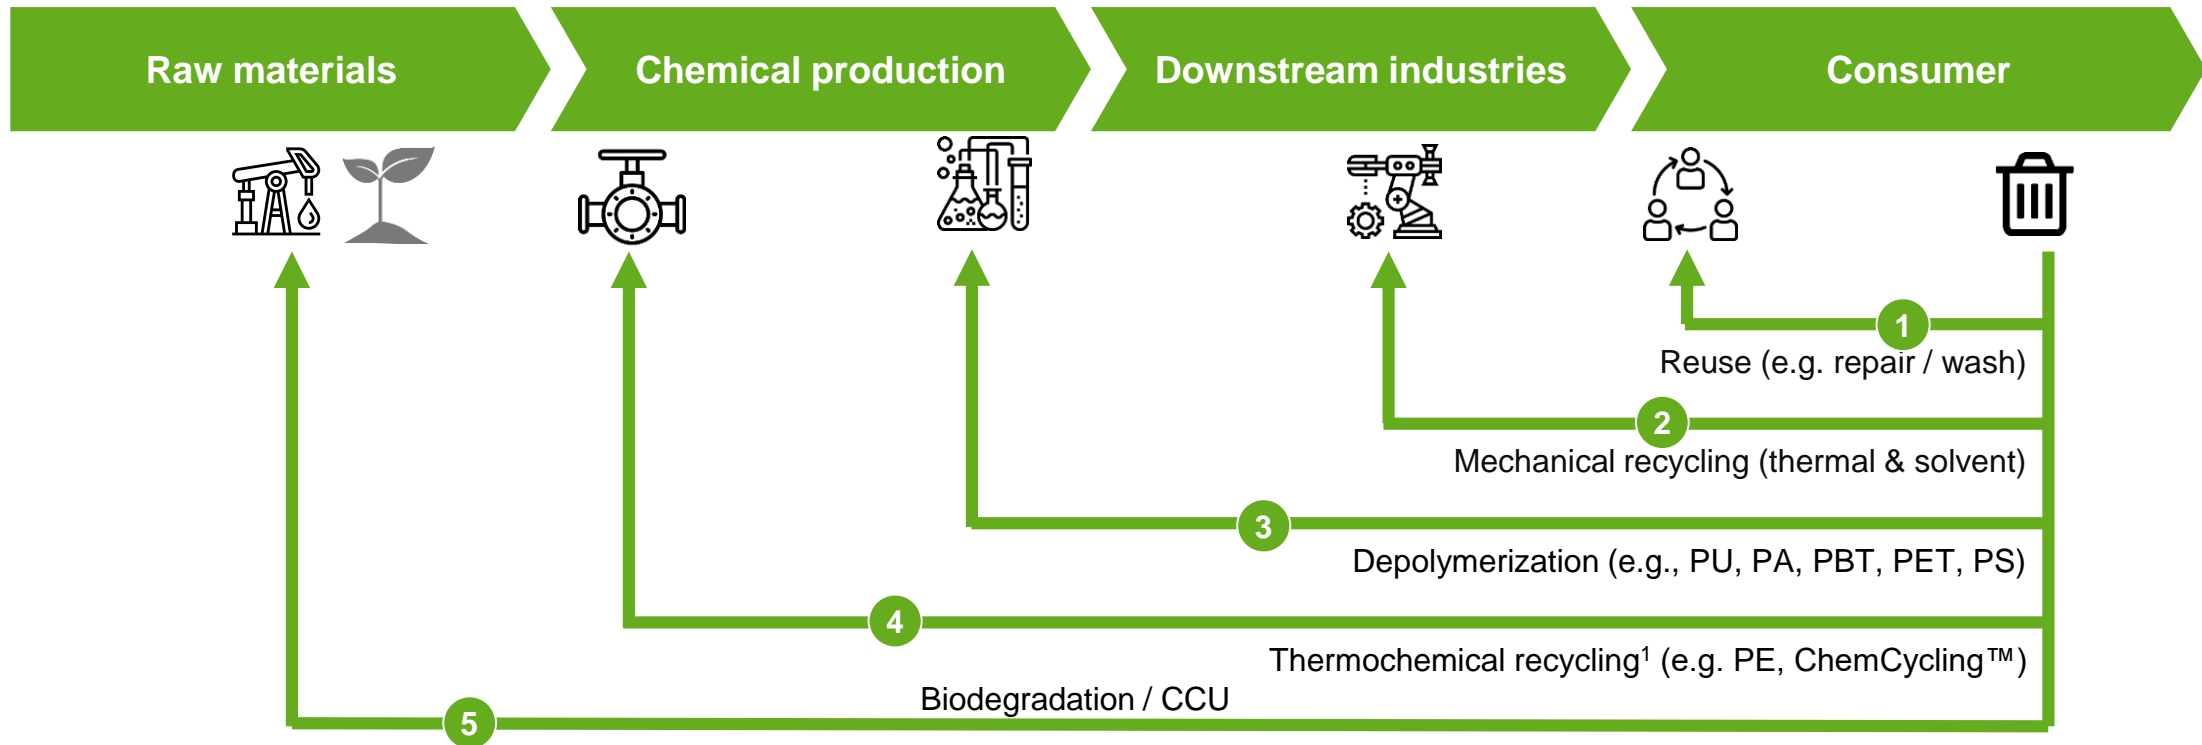 Raw materials
Chemical production
Downstream industries
Consumer
1
Reuse (e.g. repair / wash)
2
Mechanical recycling (thermal & solvent)
3
Depolymerization (e.g., PU, PA, PBT, PET, PS)
4
Thermochemical recycling¹ (e.g. PE, ChemCycling™)
Biodegradation / CCU
5